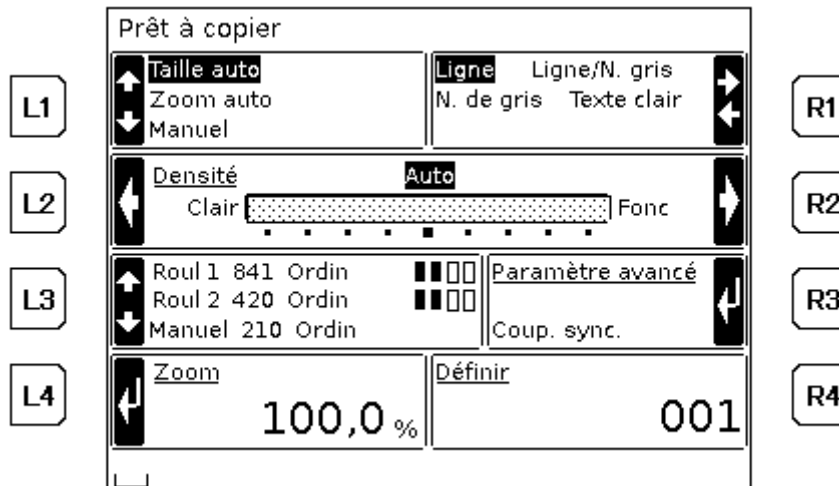 Prêt à copier
L1
Taille auto
Zoom auto
Manuel
Ligne Ligne/N. gris
N. de gris Texte clair
R1
L2
Densité Auto
Clair Fonc
R2
L3
Roul 1 841 Ordin
Roul 2 420 Ordin
Manuel 210 Ordin
Paramètre avancé
Coup. sync.
R3
L4
Zoom
100,0 %
Définir
001
R4